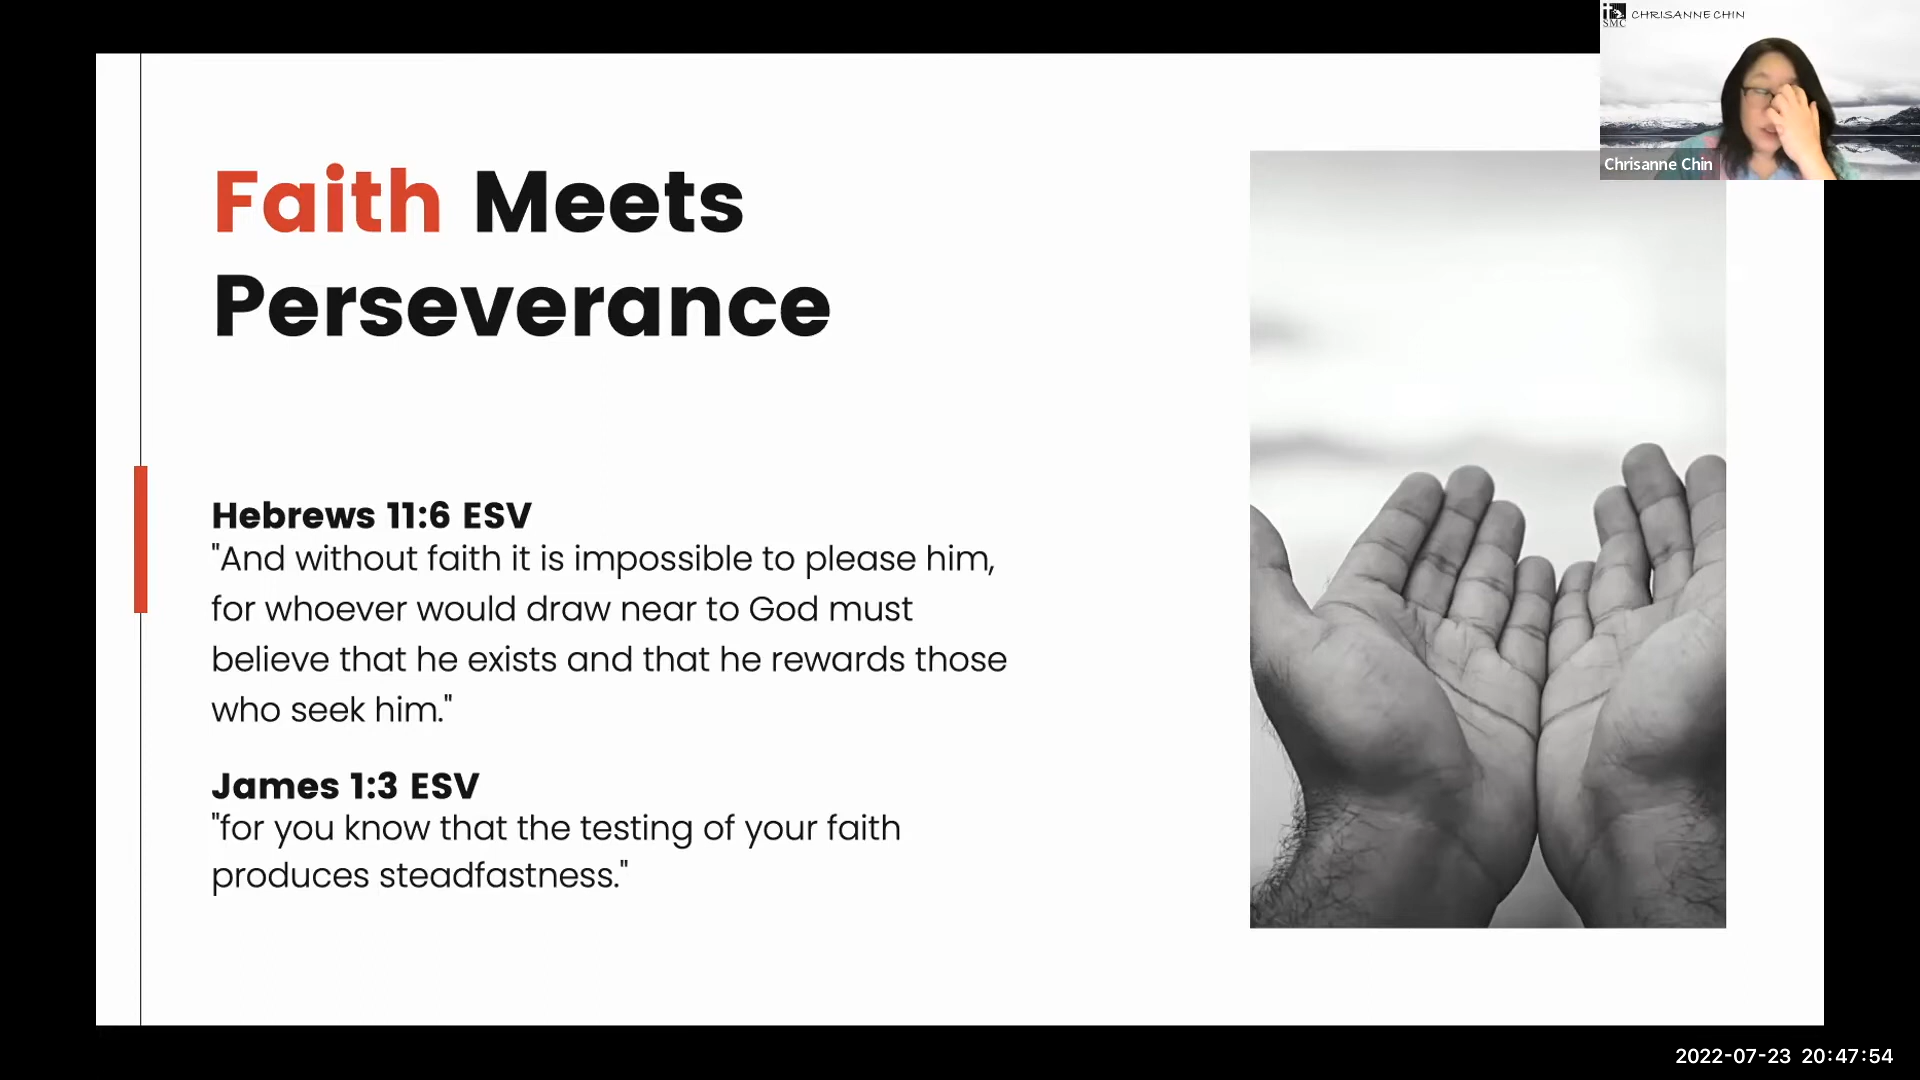 SMC
CHRISANNE CHIN
Chrisanne Chin
Faith Meets
Perseverance
Hebrews 11:6 ESV
"And without faith it is impossible to please him,
for whoever would draw near to God must
believe that he exists and that he rewards those
who seek him."
James 1:3 ESV
"for you know that the testing of your faith
produces steadfastness."
2022-07-23 20:47:54